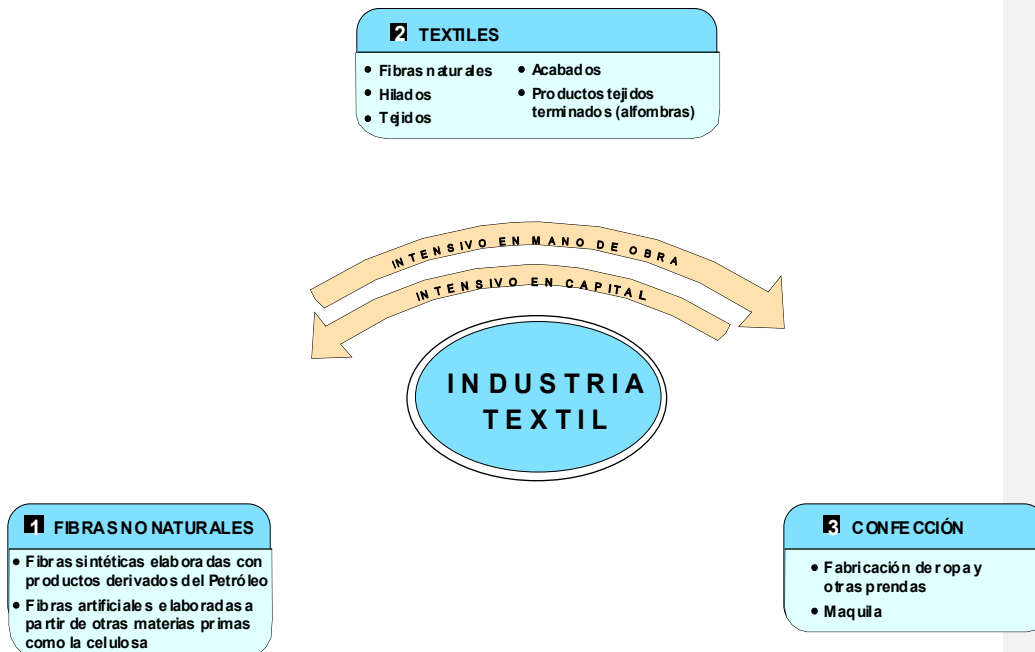 2 TEXTILES
• Fibras naturales
• Hilados
• Tejidos
• Acabados
• Productos tejidos
terminados (alfombras)
INTENSIVO EN MANO DE OBRA
INTENSIVO EN CAPITAL
INDUSTRIA
TEXTIL
1 FIBRAS NO NATURALES
• Fibras sintéticas elaboradas con
productos derivados del Petróleo
• Fibras artificiales elaboradas a
partir de otras materias primas
como la celulosa
3 CONFECCIÓN
• Fabricación de ropa y
otras prendas
• Maquila